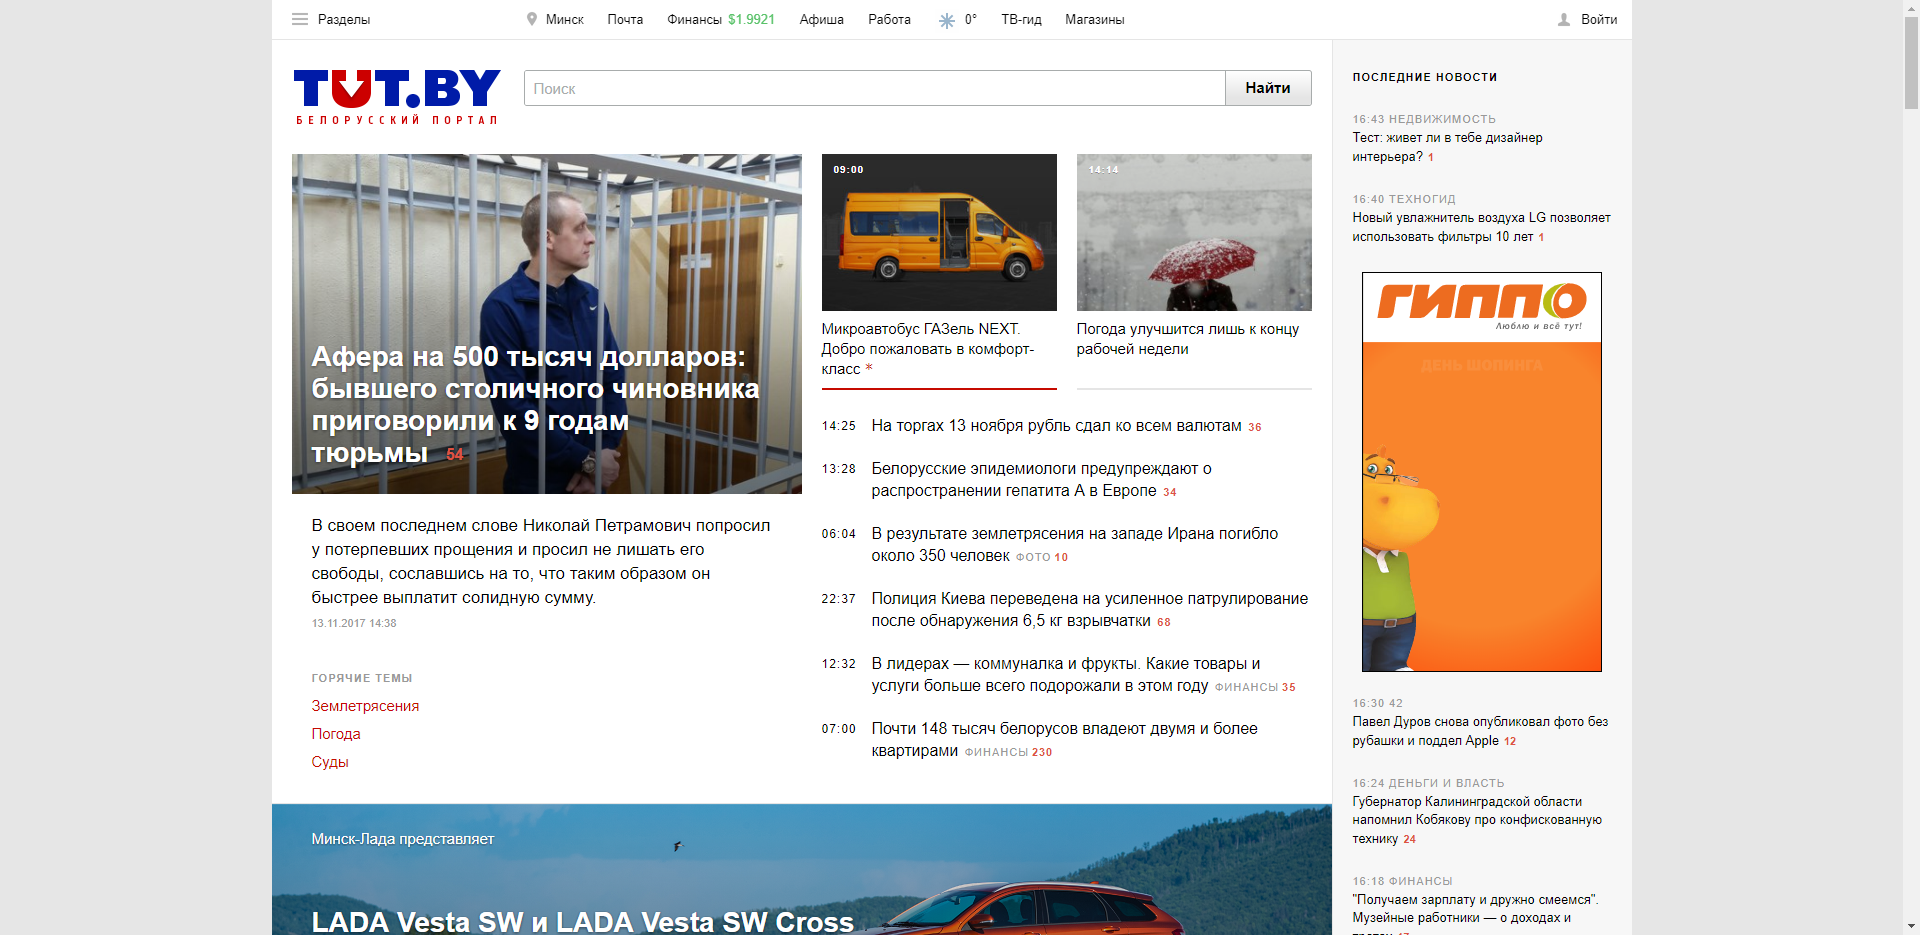 Разделы
Минск
Почта
Финансы $1.9921
Афиша
Работа
0°
ТВ-гид
Магазины
Войти
TUT.BY
БЕЛОРУССКИЙ ПОРТАЛ
Поиск
Найти
Афера на 500 тысяч долларов:
бывшего столичного чиновника
приговорили к 9 годам
тюрьмы 54
В своем последнем слове Николай Петрамович попросил
у потерпевших прощения и просил не лишать его
свободы, сославшись на то, что таким образом он
быстрее выплатит солидную сумму.
13.11.2017 14:38
ГОРЯЧИЕ ТЕМЫ
Землетрясения
Погода
Суды
09:00
Микроавтобус ГАЗель NEXT.
Добро пожаловать в комфорт-
класс *
14:14
Погода улучшится лишь к концу
рабочей недели
14:25 На торгах 13 ноября рубль сдал ко всем валютам 36
13:28 Белорусские эпидемиологи предупреждают о
распространении гепатита А в Европе 34
06:04 В результате землетрясения на западе Ирана погибло
около 350 человек ФОТО 10
22:37 Полиция Киева переведена на усиленное патрулирование
после обнаружения 6,5 кг взрывчатки 68
12:32 В лидерах — коммуналка и фрукты. Какие товары и
услуги больше всего подорожали в этом году ФИНАНСЫ 35
07:00 Почти 148 тысяч белорусов владеют двумя и более
квартирами ФИНАНСЫ 230
Минск-Лада представляет
LADA Vesta SW и LADA Vesta SW Cross
ПОСЛЕДНИЕ НОВОСТИ
16:43 НЕДВИЖИМОСТЬ
Тест: живет ли в тебе дизайнер
интерьера? 1
16:40 ТЕХНОГИД
Новый увлажнитель воздуха LG позволяет
использовать фильтры 10 лет 1
ГИППО
Люблю и всё тут!
ДЕНЬ ШОПИНГА
16:30 42
Павел Дуров снова опубликовал фото без
рубашки и поддел Apple 12
16:24 ДЕНЬГИ И ВЛАСТЬ
Губернатор Калининградской области
напомнил Кобякову про конфискованную
технику 24
16:18 ФИНАНСЫ
"Получаем зарплату и дружно смеемся".
Музейные работники — о доходах и